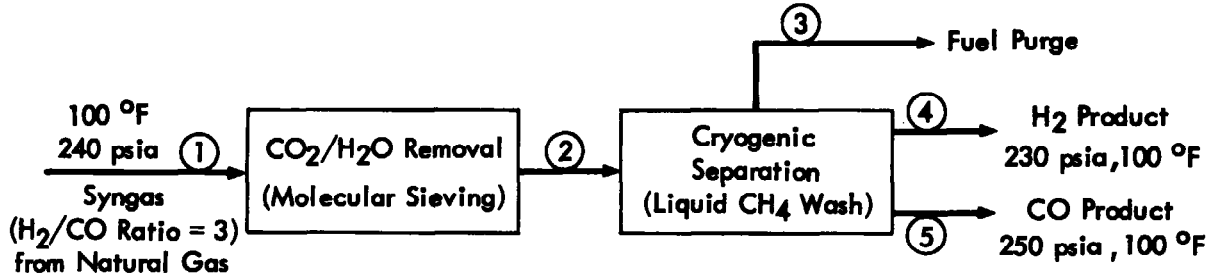 ③
Fuel Purge
100 °F
240 psia
①
Syngas
(H2/CO Ratio = 3)
from Natural Gas
CO2/H2O Removal
(Molecular Sieving)
②
Cryogenic
Separation
(Liquid CH4 Wash)
④
H2 Product
230 psia, 100 °F
⑤
CO Product
250 psia , 100 °F